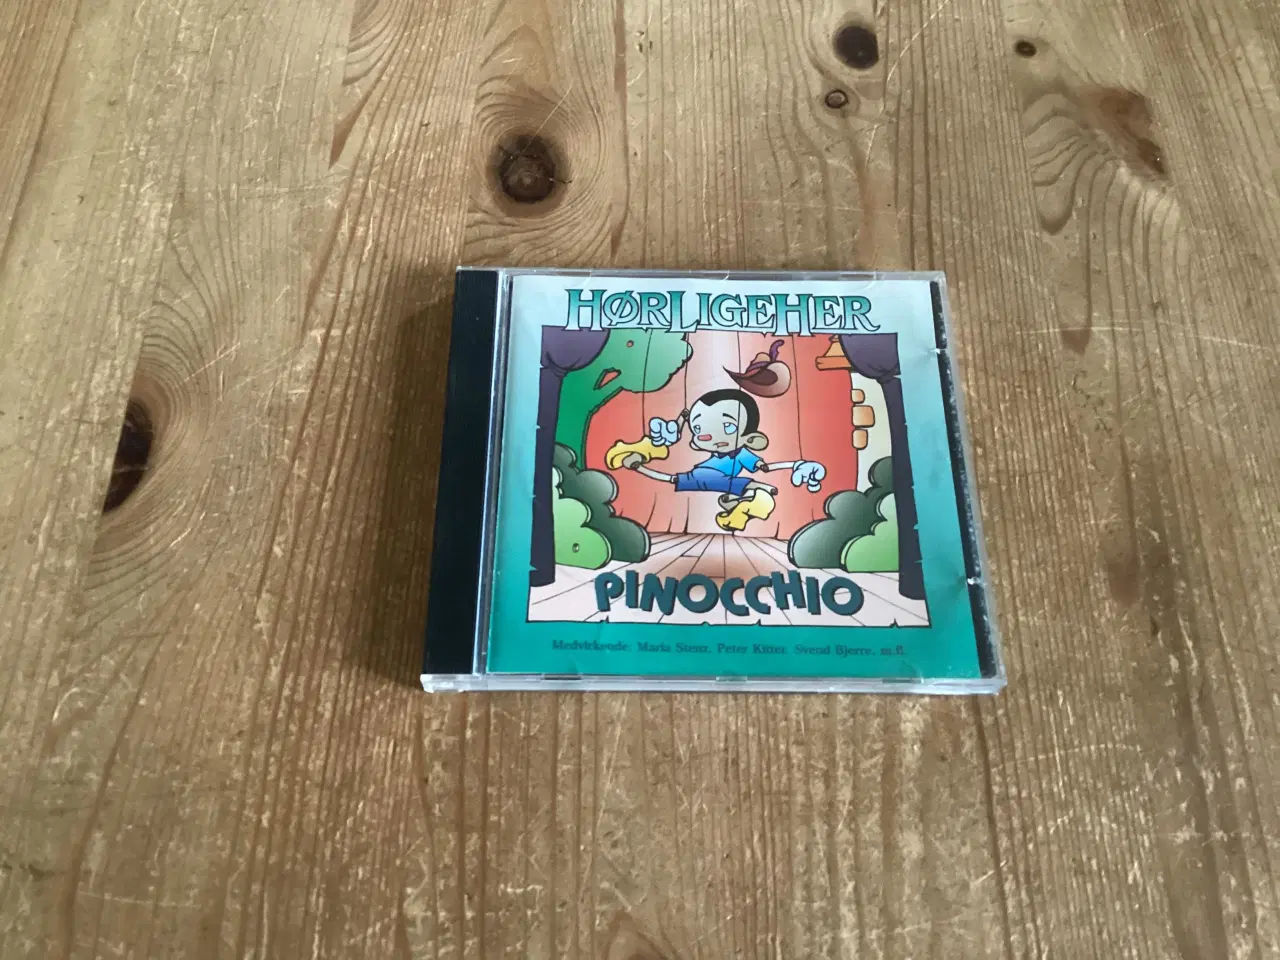 HØRLIGEHER
PINOCCHIO
Medvirkende: Maria Stenz, Peter Kitter, Svend Bjerre, m.fl.